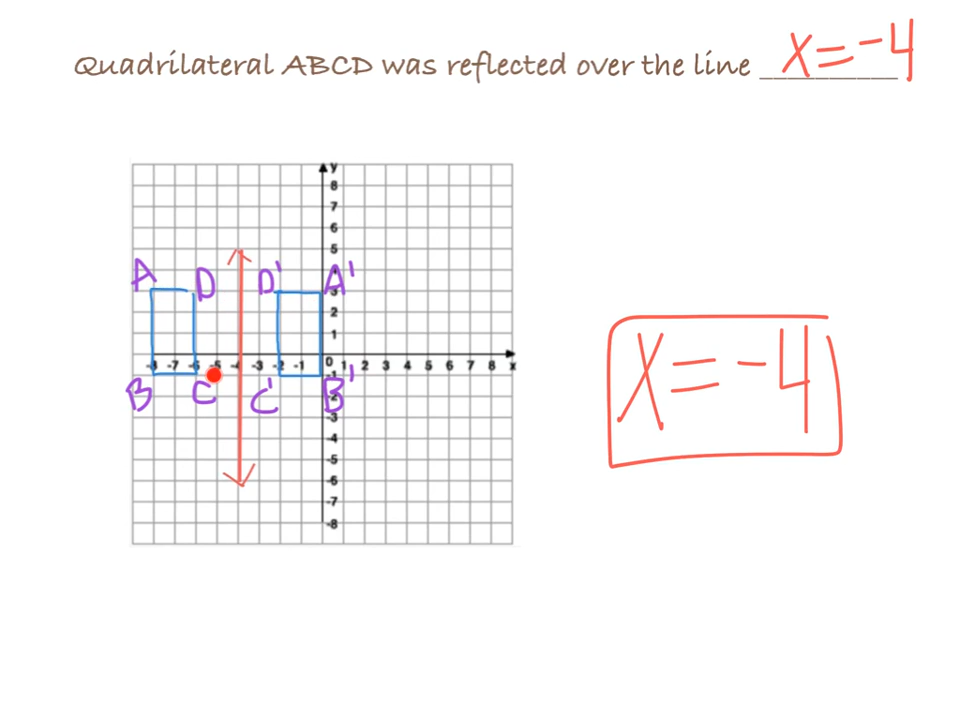 Quadrilateral ABCD was reflected over the line x=-4
y
8
7
6
5
A D D' A'
3
2
1
-8 -7 -6 -5 -4 -3 -2 -1 0 1 2 3 4 5 6 7 8 x
-1
B C C' B'
-2
-3
-4
-5
-6
-7
-8
X=-4